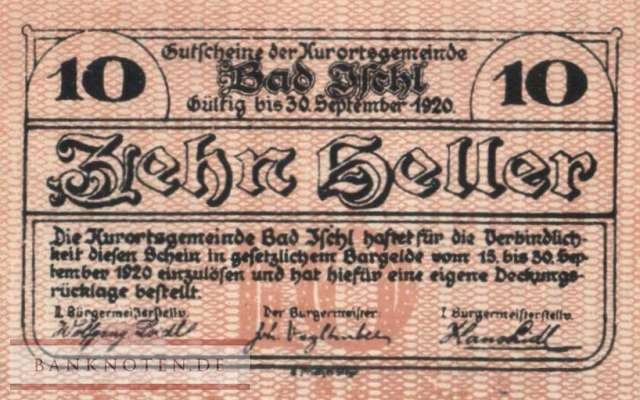 10 Gutscheine der Kurortsgemeinde 10
Bad Ischl
Gültig bis 30. September 1920.
Zehn Heller
Die Kurortsgemeinde Bad Ischl haftet für die Verbindlich-
keit diesen Schein in gesetzlichem Bargelde vom 15. bis 30. Sep-
tember 1920 einzulösen und hat hiefür eine eigene Deckungs-
rücklage bestellt.
II. Bürgermeisterstellv. Der Bürgermeister: I. Bürgermeisterstellv.
10
BANKNOTEN.DE